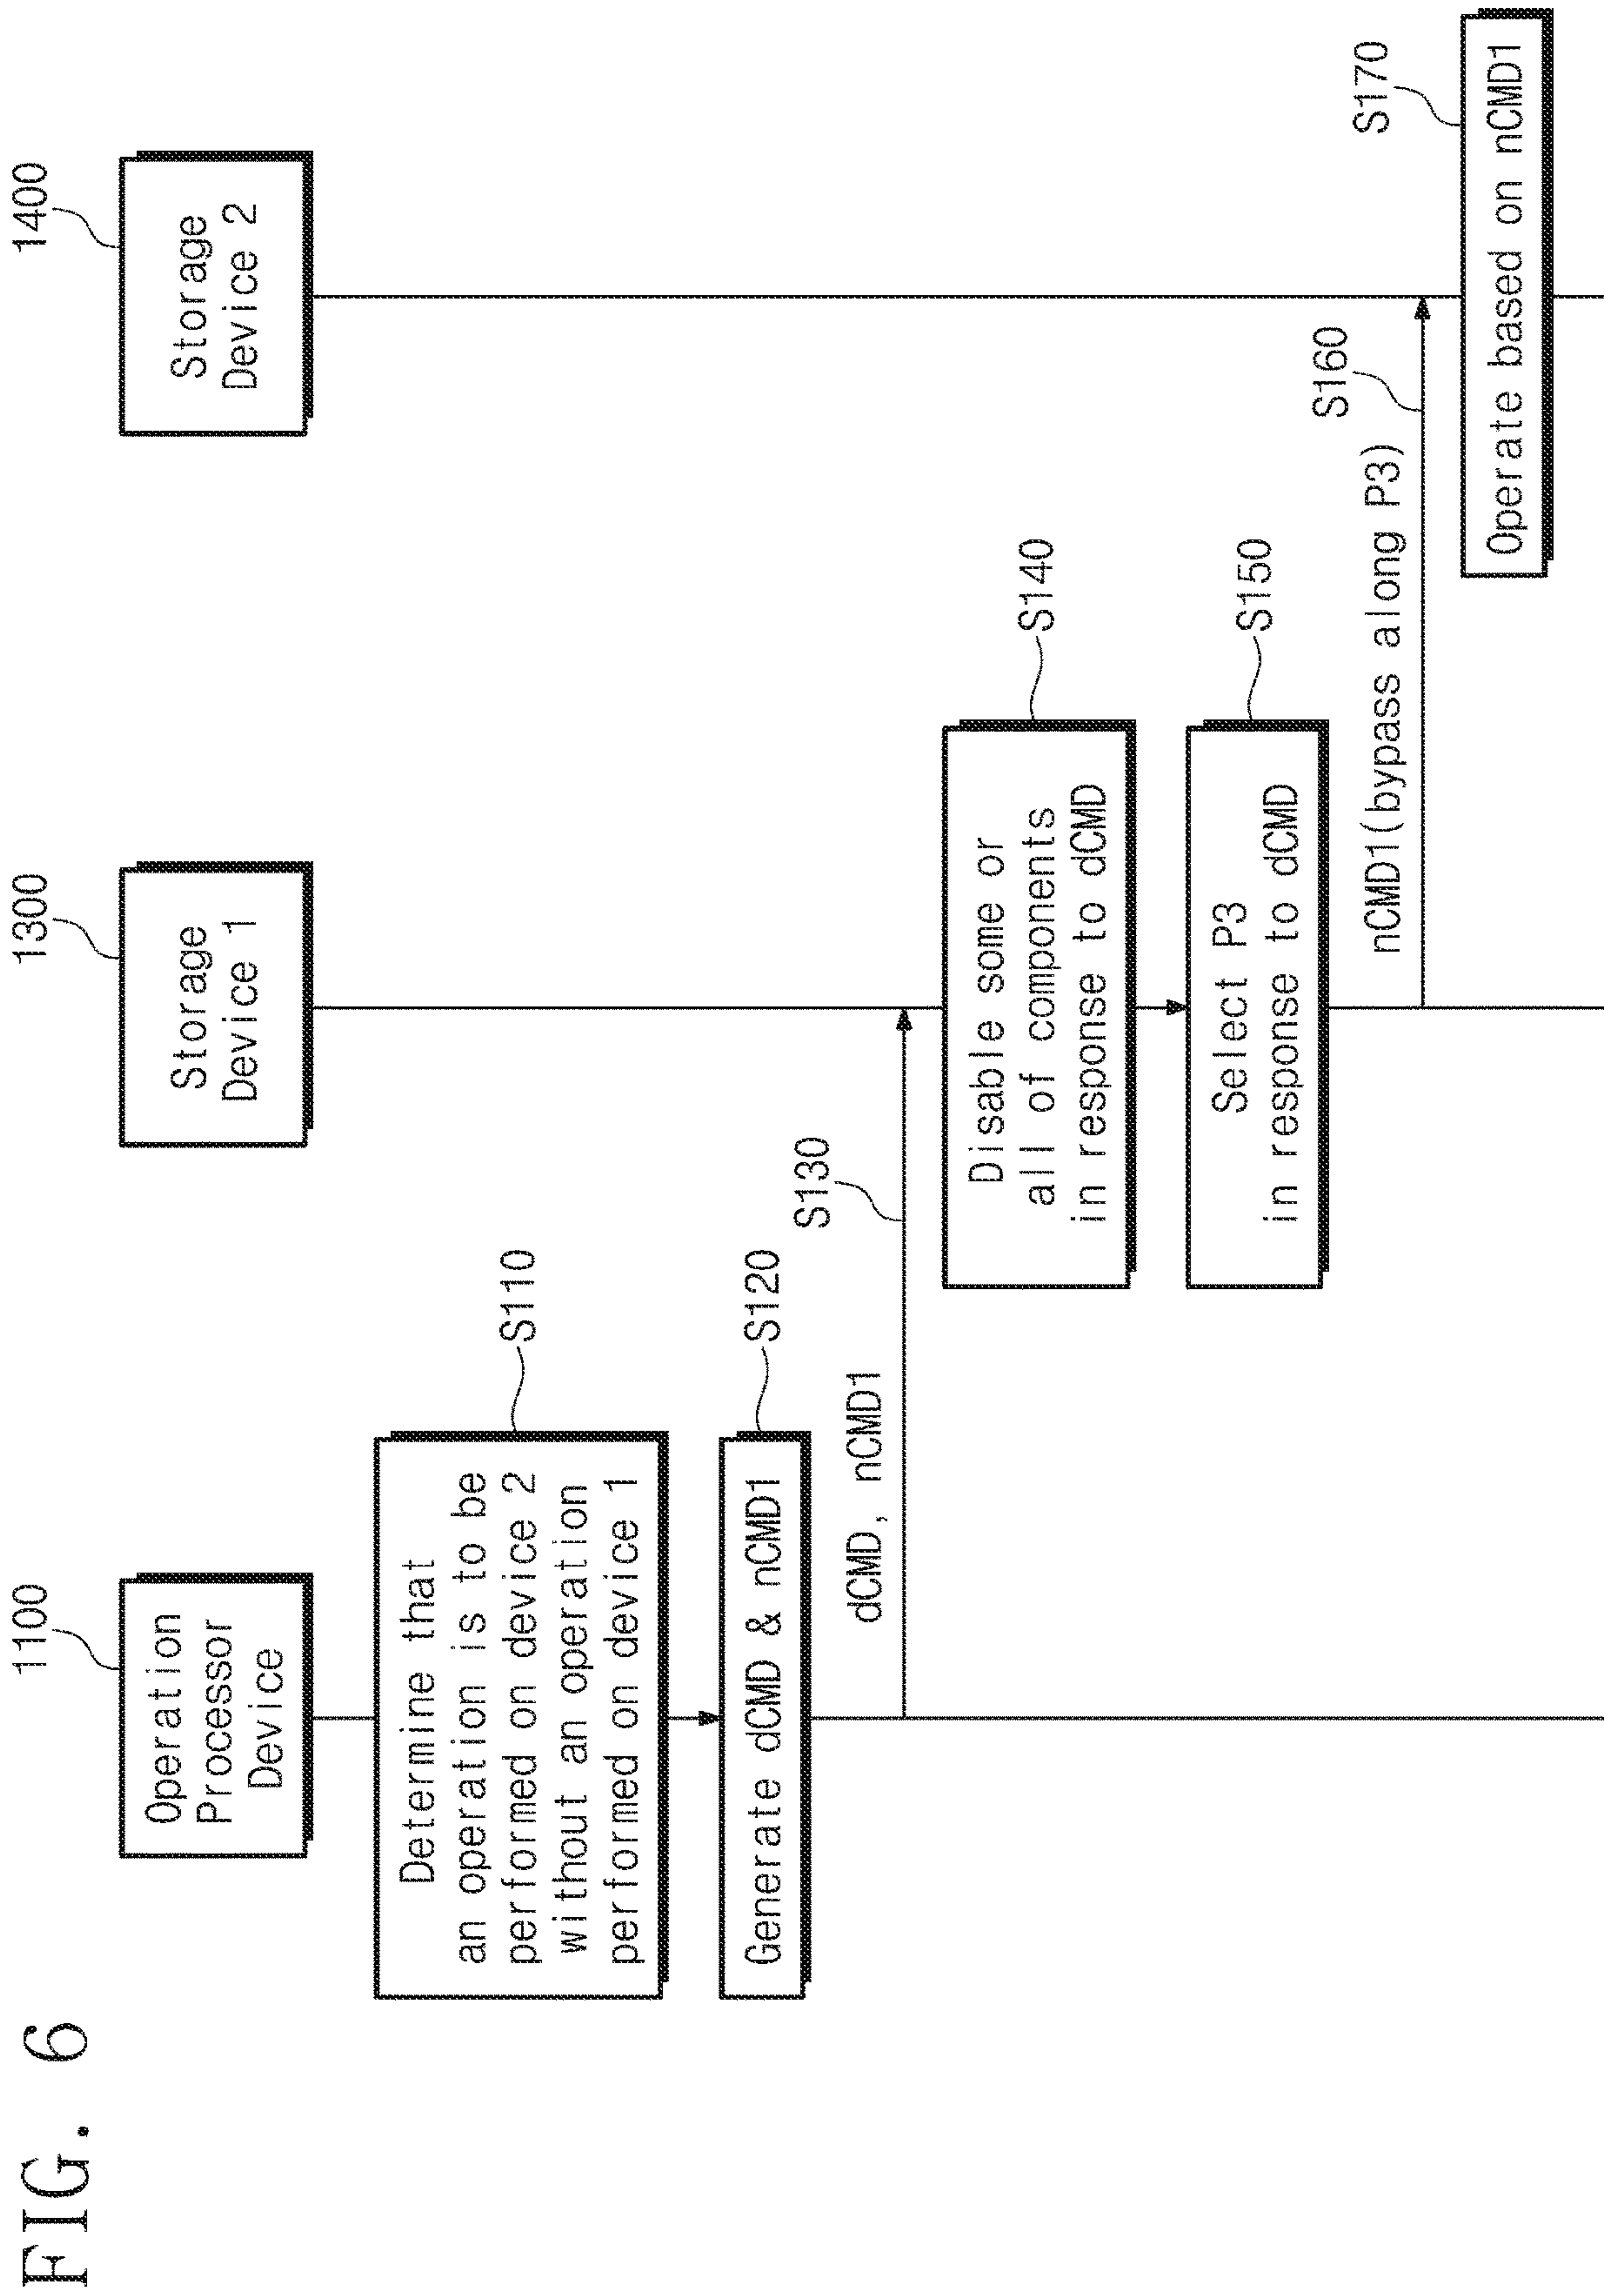 FIG. 6
1100
Operation
Processor
Device
1300
Storage
Device 1
1400
Storage
Device 2
Determine that
an operation is to be
performed on device 2
without an operation
performed on device 1
S110
Generate dCMD & nCMD1
S120
dCMD, nCMD1
S130
Disable some or
all of components
in response to dCMD
S140
Select P3
in response to dCMD
S150
nCMD1(bypass along P3)
S160
Operate based on nCMD1
S170